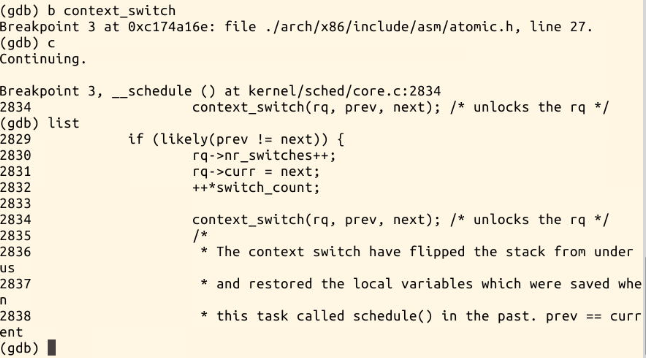 (gdb) b context_switch
Breakpoint 3 at 0xc174a16e: file ./arch/x86/include/asm/atomic.h, line 27.
(gdb) c
Continuing.

Breakpoint 3, __schedule () at kernel/sched/core.c:2834
2834                    context_switch(rq, prev, next); /* unlocks the rq */
(gdb) list
2829            if (likely(prev != next)) {
2830                    rq->nr_switches++;
2831                    rq->curr = next;
2832                    ++*switch_count;
2833
2834                    context_switch(rq, prev, next); /* unlocks the rq */
2835                    /*
2836                     * The context switch have flipped the stack from under
us
2837                     * and restored the local variables which were saved whe
n
2838                     * this task called schedule() in the past. prev == curr
ent
(gdb)